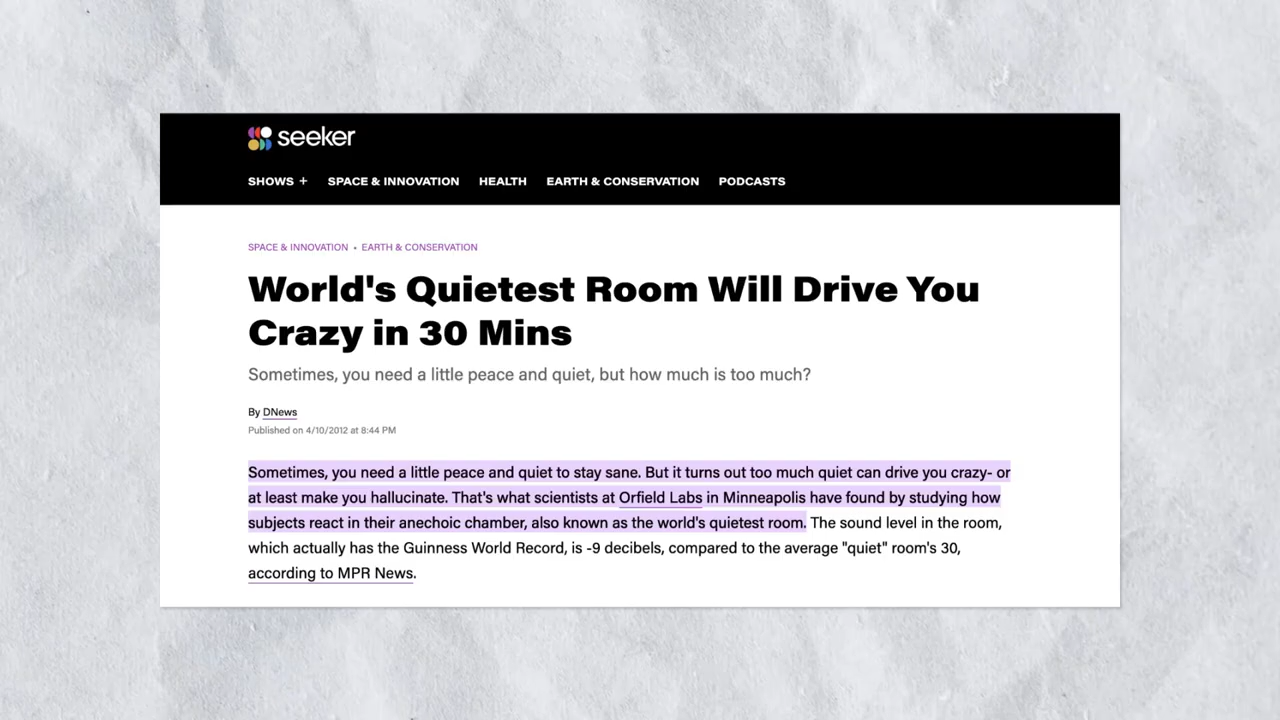 seeker
SHOWS + SPACE & INNOVATION HEALTH EARTH & CONSERVATION PODCASTS
SPACE & INNOVATION • EARTH & CONSERVATION
World's Quietest Room Will Drive You
Crazy in 30 Mins
Sometimes, you need a little peace and quiet, but how much is too much?
By DNews
Published on 4/10/2012 at 8:44 PM
Sometimes, you need a little peace and quiet to stay sane. But it turns out too much quiet can drive you crazy- or
at least make you hallucinate. That's what scientists at Orfield Labs in Minneapolis have found by studying how
subjects react in their anechoic chamber, also known as the world's quietest room. The sound level in the room,
which actually has the Guinness World Record, is -9 decibels, compared to the average "quiet" room's 30,
according to MPR News.